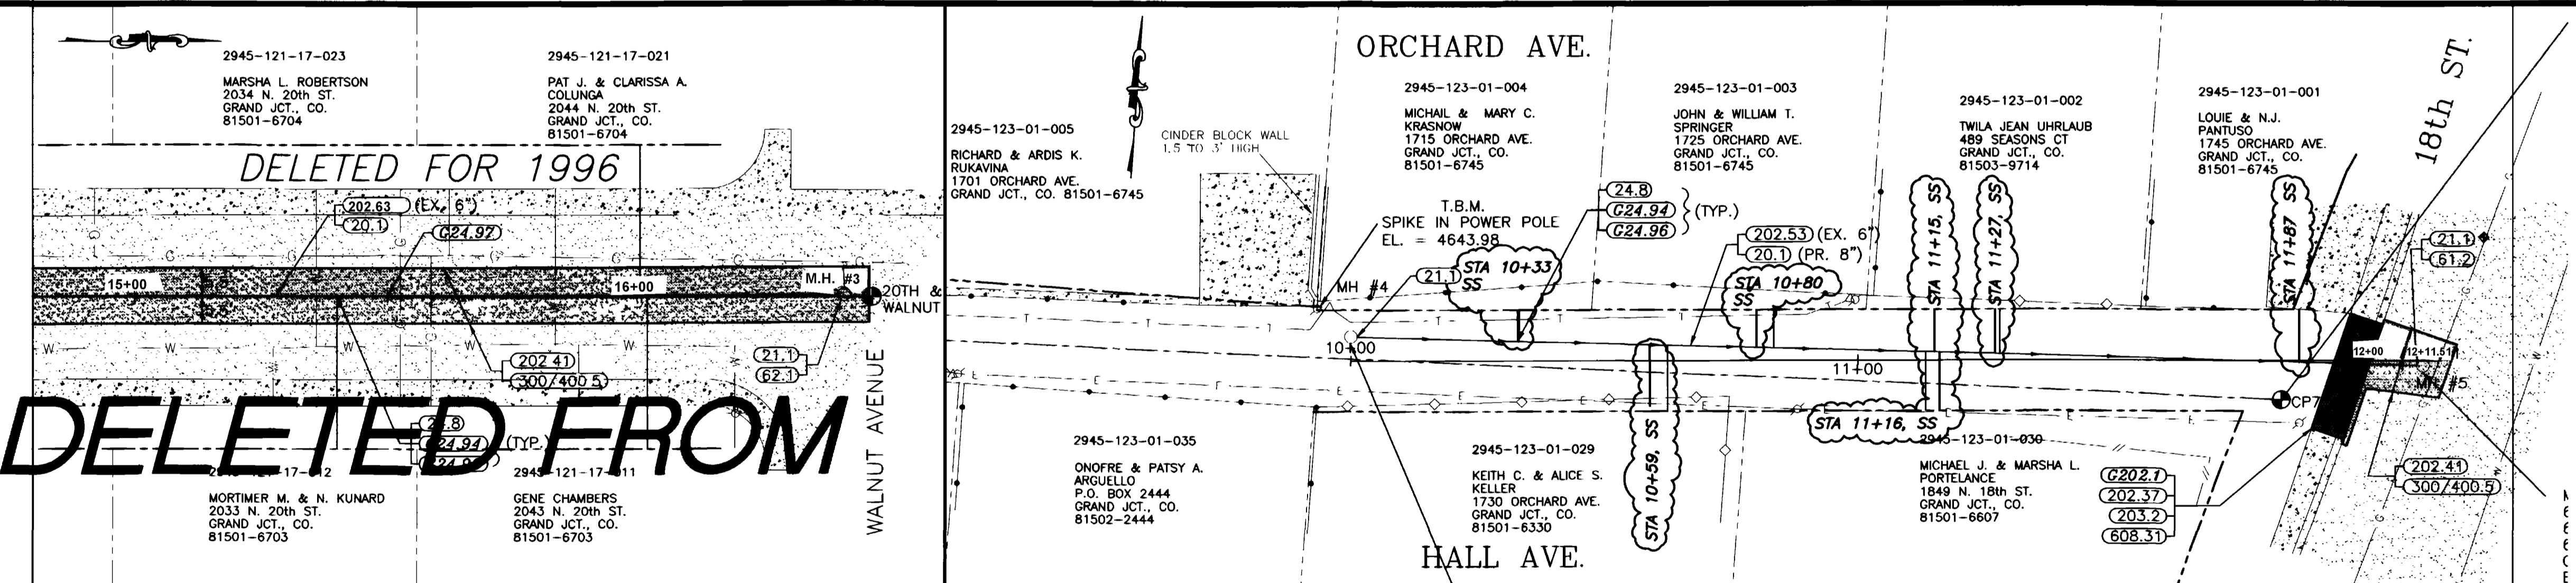 2945-121-17-023
MARSHA L. ROBERTSON
2034 N. 20th ST.
GRAND JCT., CO.
81501-6704
2945-121-17-021
PAT J. & CLARISSA A.
COLUNGA
2044 N. 20th ST.
GRAND JCT., CO.
81501-6704
DELETED FOR 1996
202.63 (EX. 6")
20.1
G24.97
15+00
16+00
M.H. #3
20TH &
WALNUT
202.41
300/400.5
21.1
62.1
DELETED FROM
G24.94 (TYP.)
MORTIMER M. & N. KUNARD
2033 N. 20th ST.
GRAND JCT., CO.
81501-6703
GENE CHAMBERS
2043 N. 20th ST.
GRAND JCT., CO.
81501-6703
WALNUT AVENUE
ORCHARD AVE.
2945-123-01-005
RICHARD & ARDIS K.
RUKAVINA
1701 ORCHARD AVE.
GRAND JCT., CO. 81501-6745
CINDER BLOCK WALL
1.5 TO 3' HIGH
2945-123-01-004
MICHAIL & MARY C.
KRASNOW
1715 ORCHARD AVE.
GRAND JCT., CO.
81501-6745
2945-123-01-003
JOHN & WILLIAM T.
SPRINGER
1725 ORCHARD AVE.
GRAND JCT., CO.
81501-6745
2945-123-01-002
TWILA JEAN UHRLAUB
489 SEASONS CT
GRAND JCT., CO.
81503-9714
2945-123-01-001
LOUIE & N.J.
PANTUSO
1745 ORCHARD AVE.
GRAND JCT., CO.
81501-6745
18th ST.
T.B.M.
SPIKE IN POWER POLE
EL. = 4643.98
24.8
G24.94 (TYP.)
G24.96
202.53 (EX. 6")
20.1 (PR. 8")
MH #4
21.1
STA 10+33
SS
STA 10+80
SS
STA 11+15, SS
STA 11+27, SS
STA 11+87 SS
21.1
61.2
10+00
11+00
12+00
12+11.51
MH #5
CP7
STA 10+59, SS
STA 11+16, SS
2945-123-01-035
ONOFRE & PATSY A.
ARGUELLO
P.O. BOX 2444
GRAND JCT., CO.
81502-2444
2945-123-01-029
KEITH C. & ALICE S.
KELLER
1730 ORCHARD AVE.
GRAND JCT., CO.
81501-6330
2945-123-01-030
MICHAEL J. & MARSHA L.
PORTELANCE
1849 N. 18th ST.
GRAND JCT., CO.
81501-6607
G202.1
202.37
203.2
608.31
202.41
300/400.5
HALL AVE.